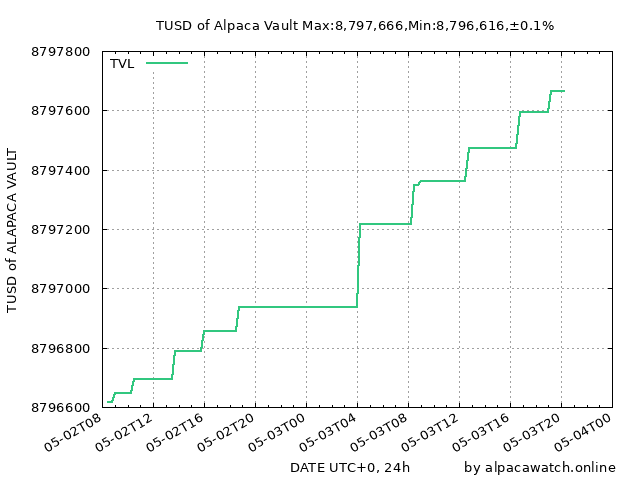 TUSD of Alpaca Vault Max:8,797,666,Min:8,796,616,±0.1%
TVL
8797800
8797600
8797400
8797200
8797000
8796800
8796600
TUSD of ALAPACA VAULT
05-02T08
05-02T12
05-02T16
05-02T20
05-03T00
05-03T04
05-03T08
05-03T12
05-03T16
05-03T20
05-04T00
DATE UTC+0, 24h
by alpacawatch.online